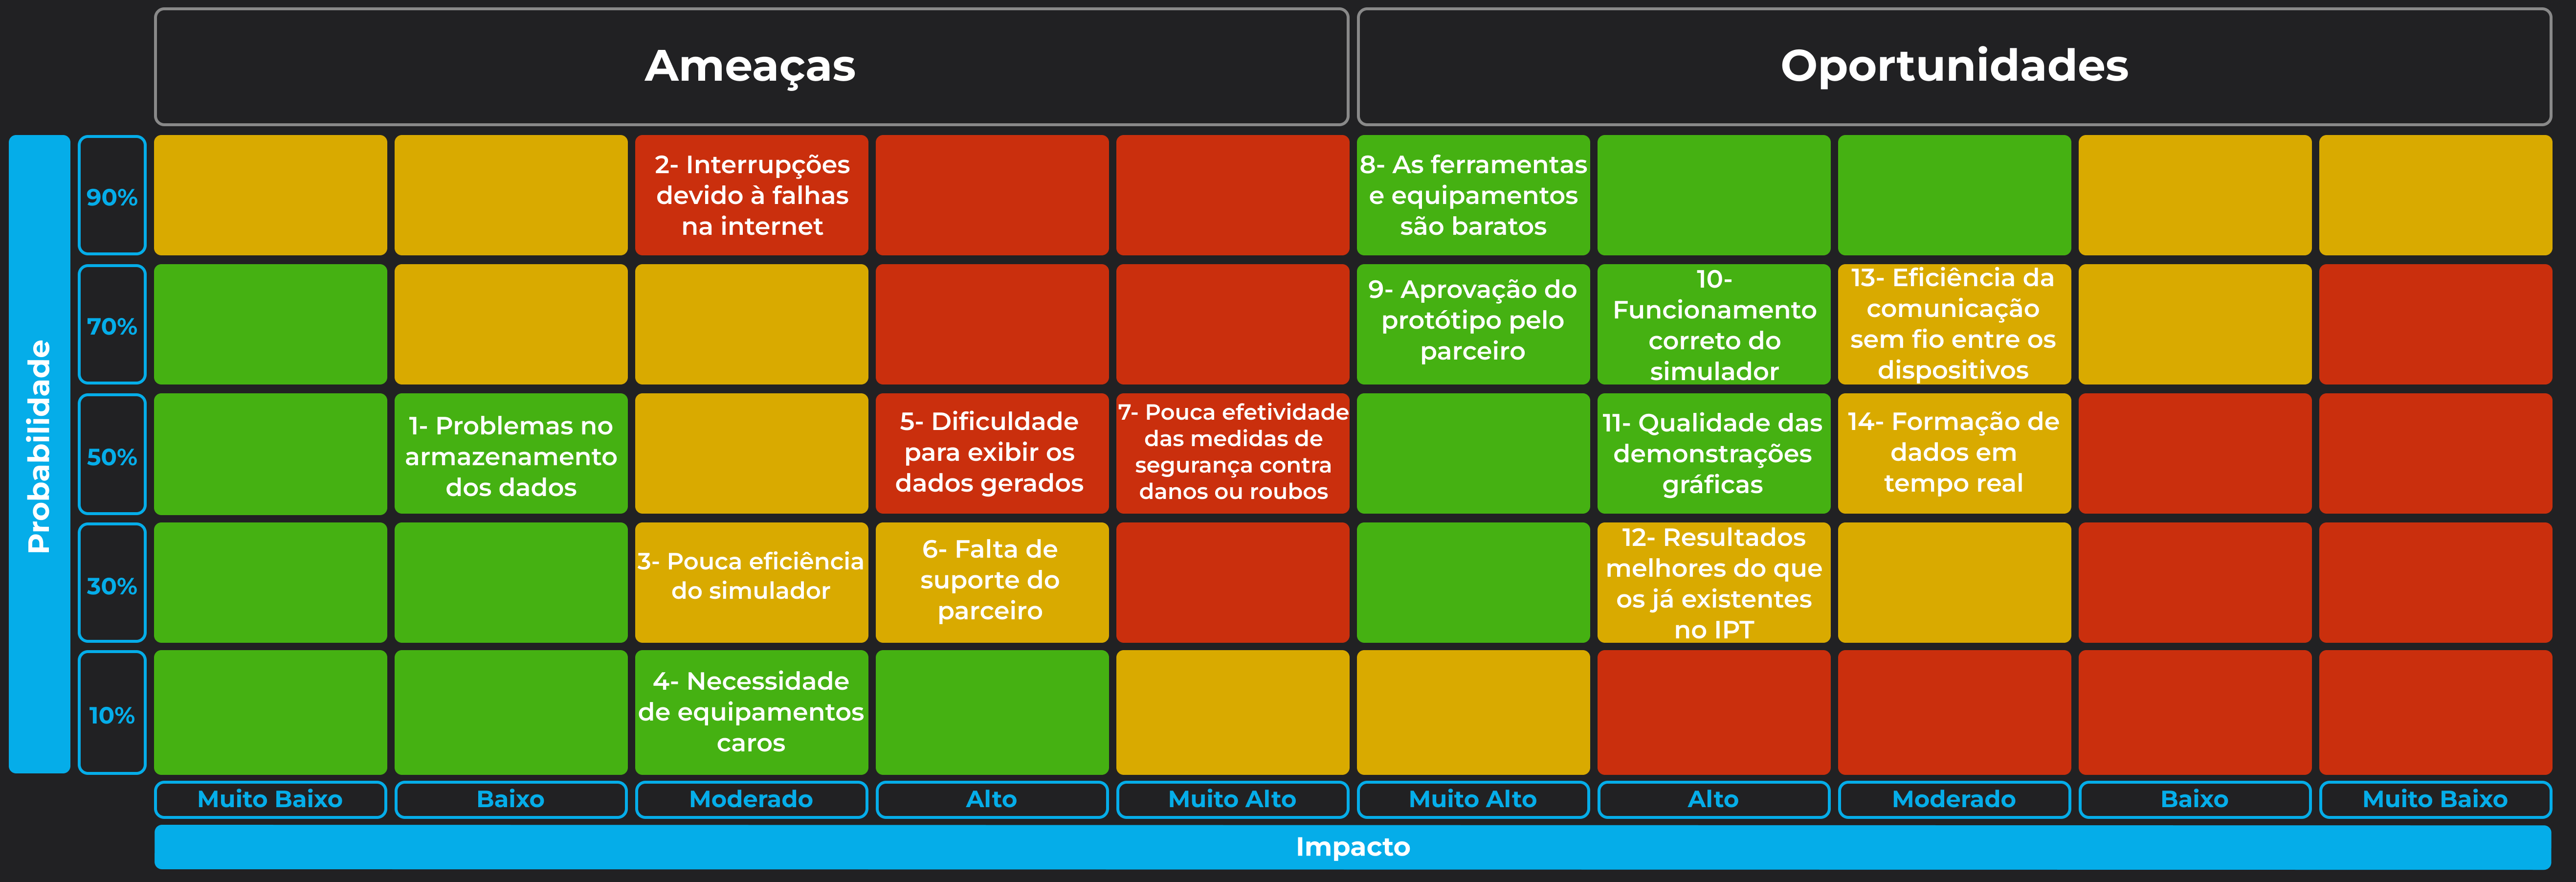 Ameaças
Oportunidades
Probabilidade
90%
2- Interrupções
devido à falhas
na internet
8- As ferramentas
e equipamentos
são baratos
70%
9- Aprovação do
protótipo pelo
parceiro
10-
Funcionamento
correto do
simulador
13- Eficiência da
comunicação
sem fio entre os
dispositivos
50%
1- Problemas no
armazenamento
dos dados
5- Dificuldade
para exibir os
dados gerados
7- Pouca efetividade
das medidas de
segurança contra
danos ou roubos
11- Qualidade das
demonstrações
gráficas
14- Formação de
dados em
tempo real
30%
3- Pouca eficiência
do simulador
6- Falta de
suporte do
parceiro
12- Resultados
melhores do que
os já existentes
no IPT
10%
4- Necessidade
de equipamentos
caros
Muito Baixo
Baixo
Moderado
Alto
Muito Alto
Muito Alto
Alto
Moderado
Baixo
Muito Baixo
Impacto